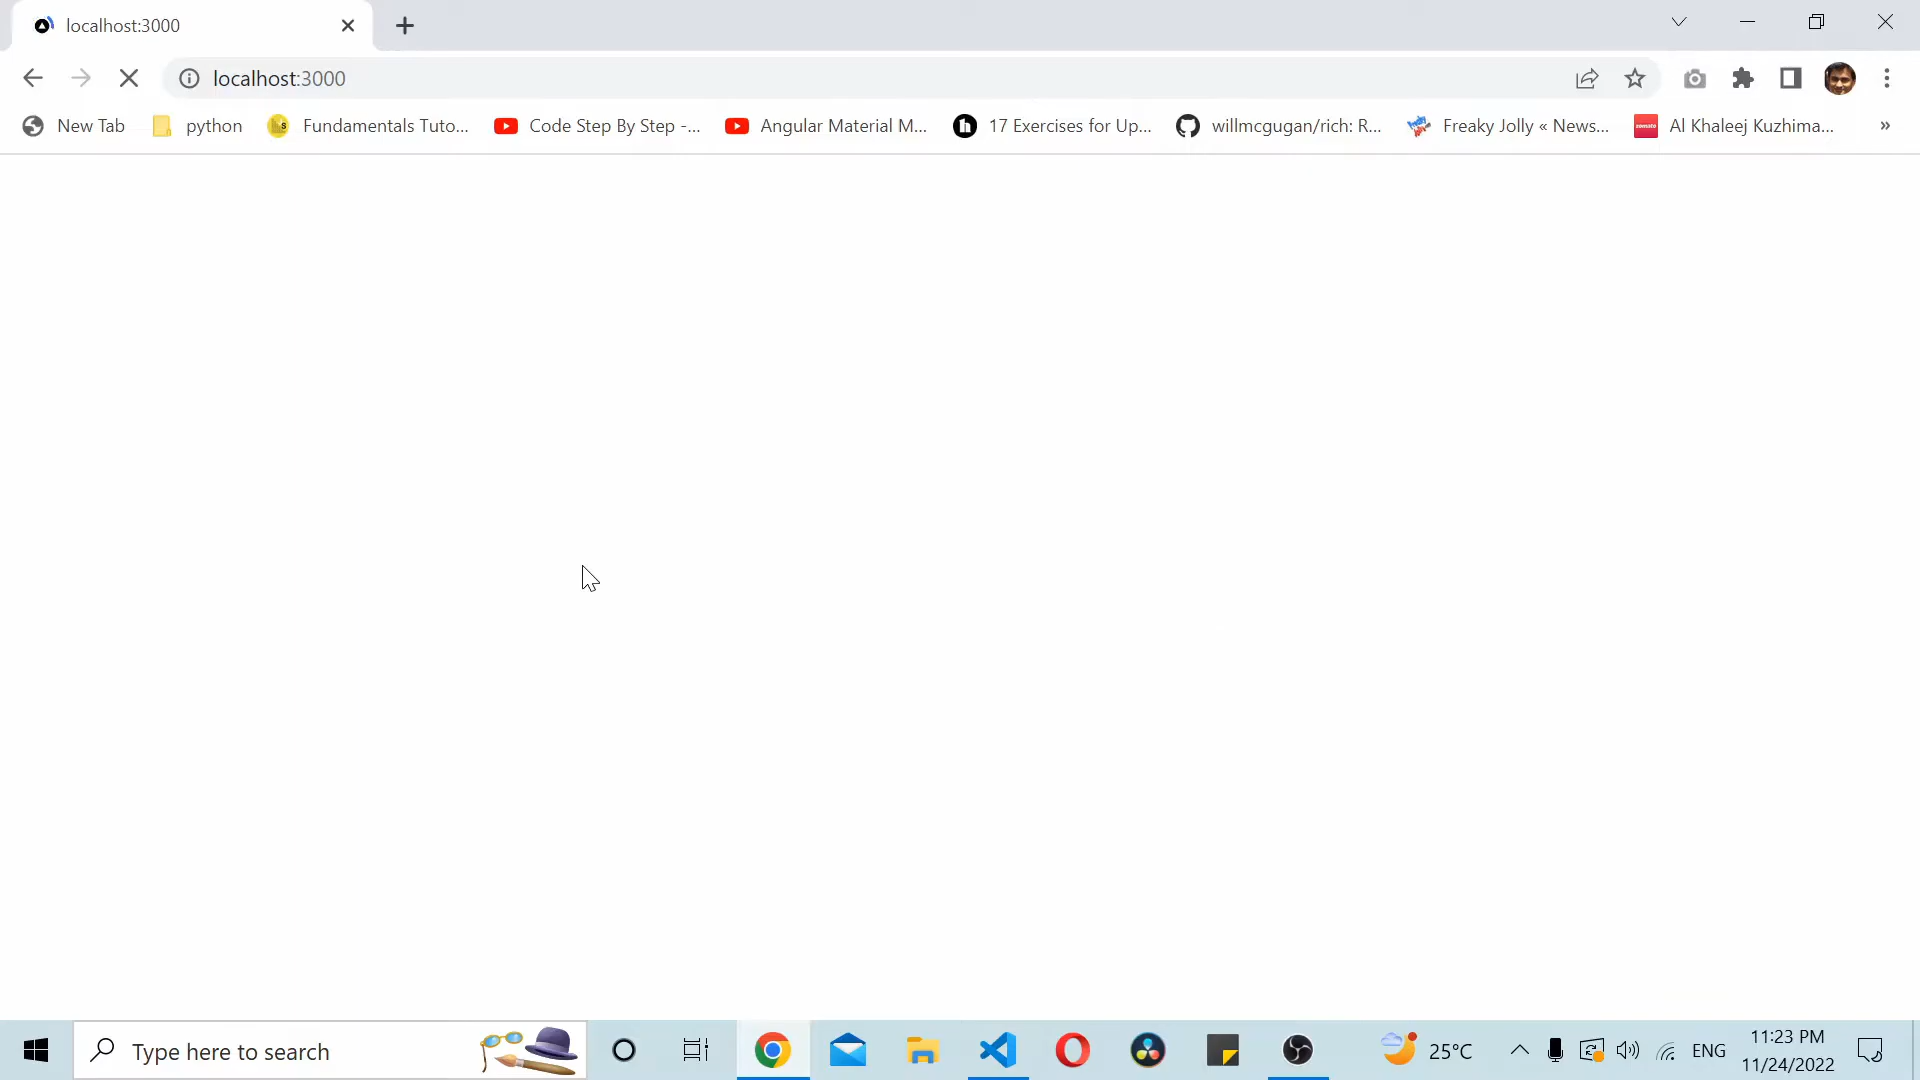 localhost:3000
localhost:3000
New Tab python Fundamentals Tuto... Code Step By Step -... Angular Material M... 17 Exercises for Up... willmcgugan/rich: R... Freaky Jolly « News... zomato Al Khaleej Kuzhima... »
Type here to search 25°C ENG 11:23 PM
11/24/2022